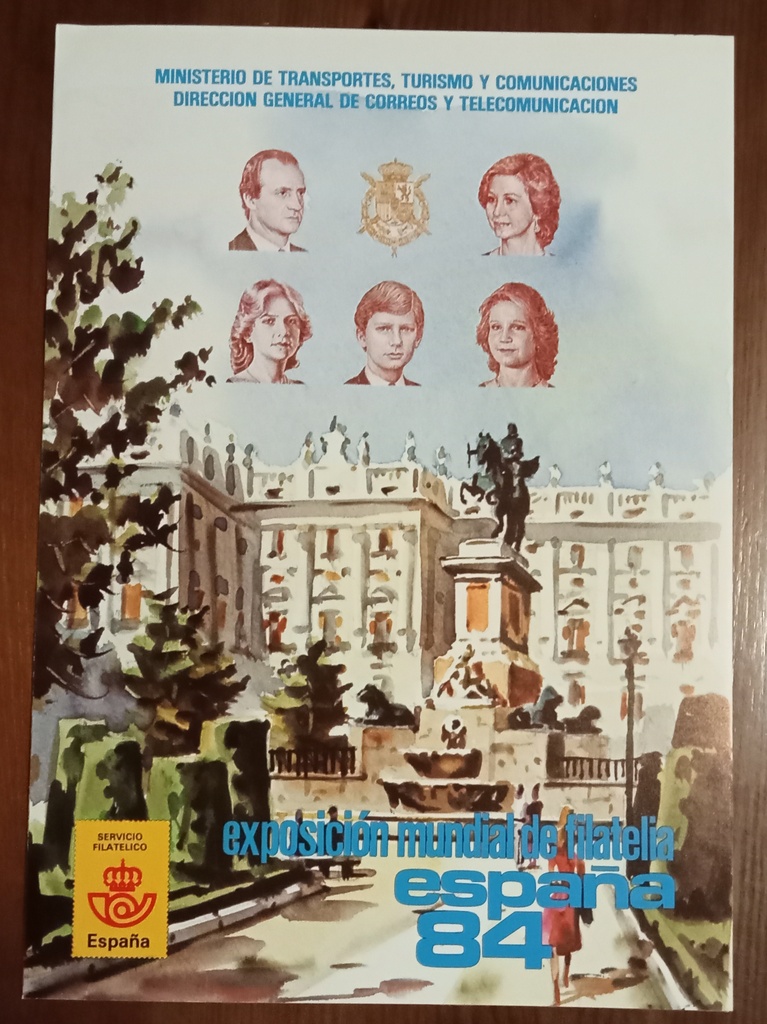 MINISTERIO DE TRANSPORTES, TURISMO Y COMUNICACIONES
DIRECCION GENERAL DE CORREOS Y TELECOMUNICACION
exposición mundial de filatelia
españa
84
SERVICIO
FILATELICO
España